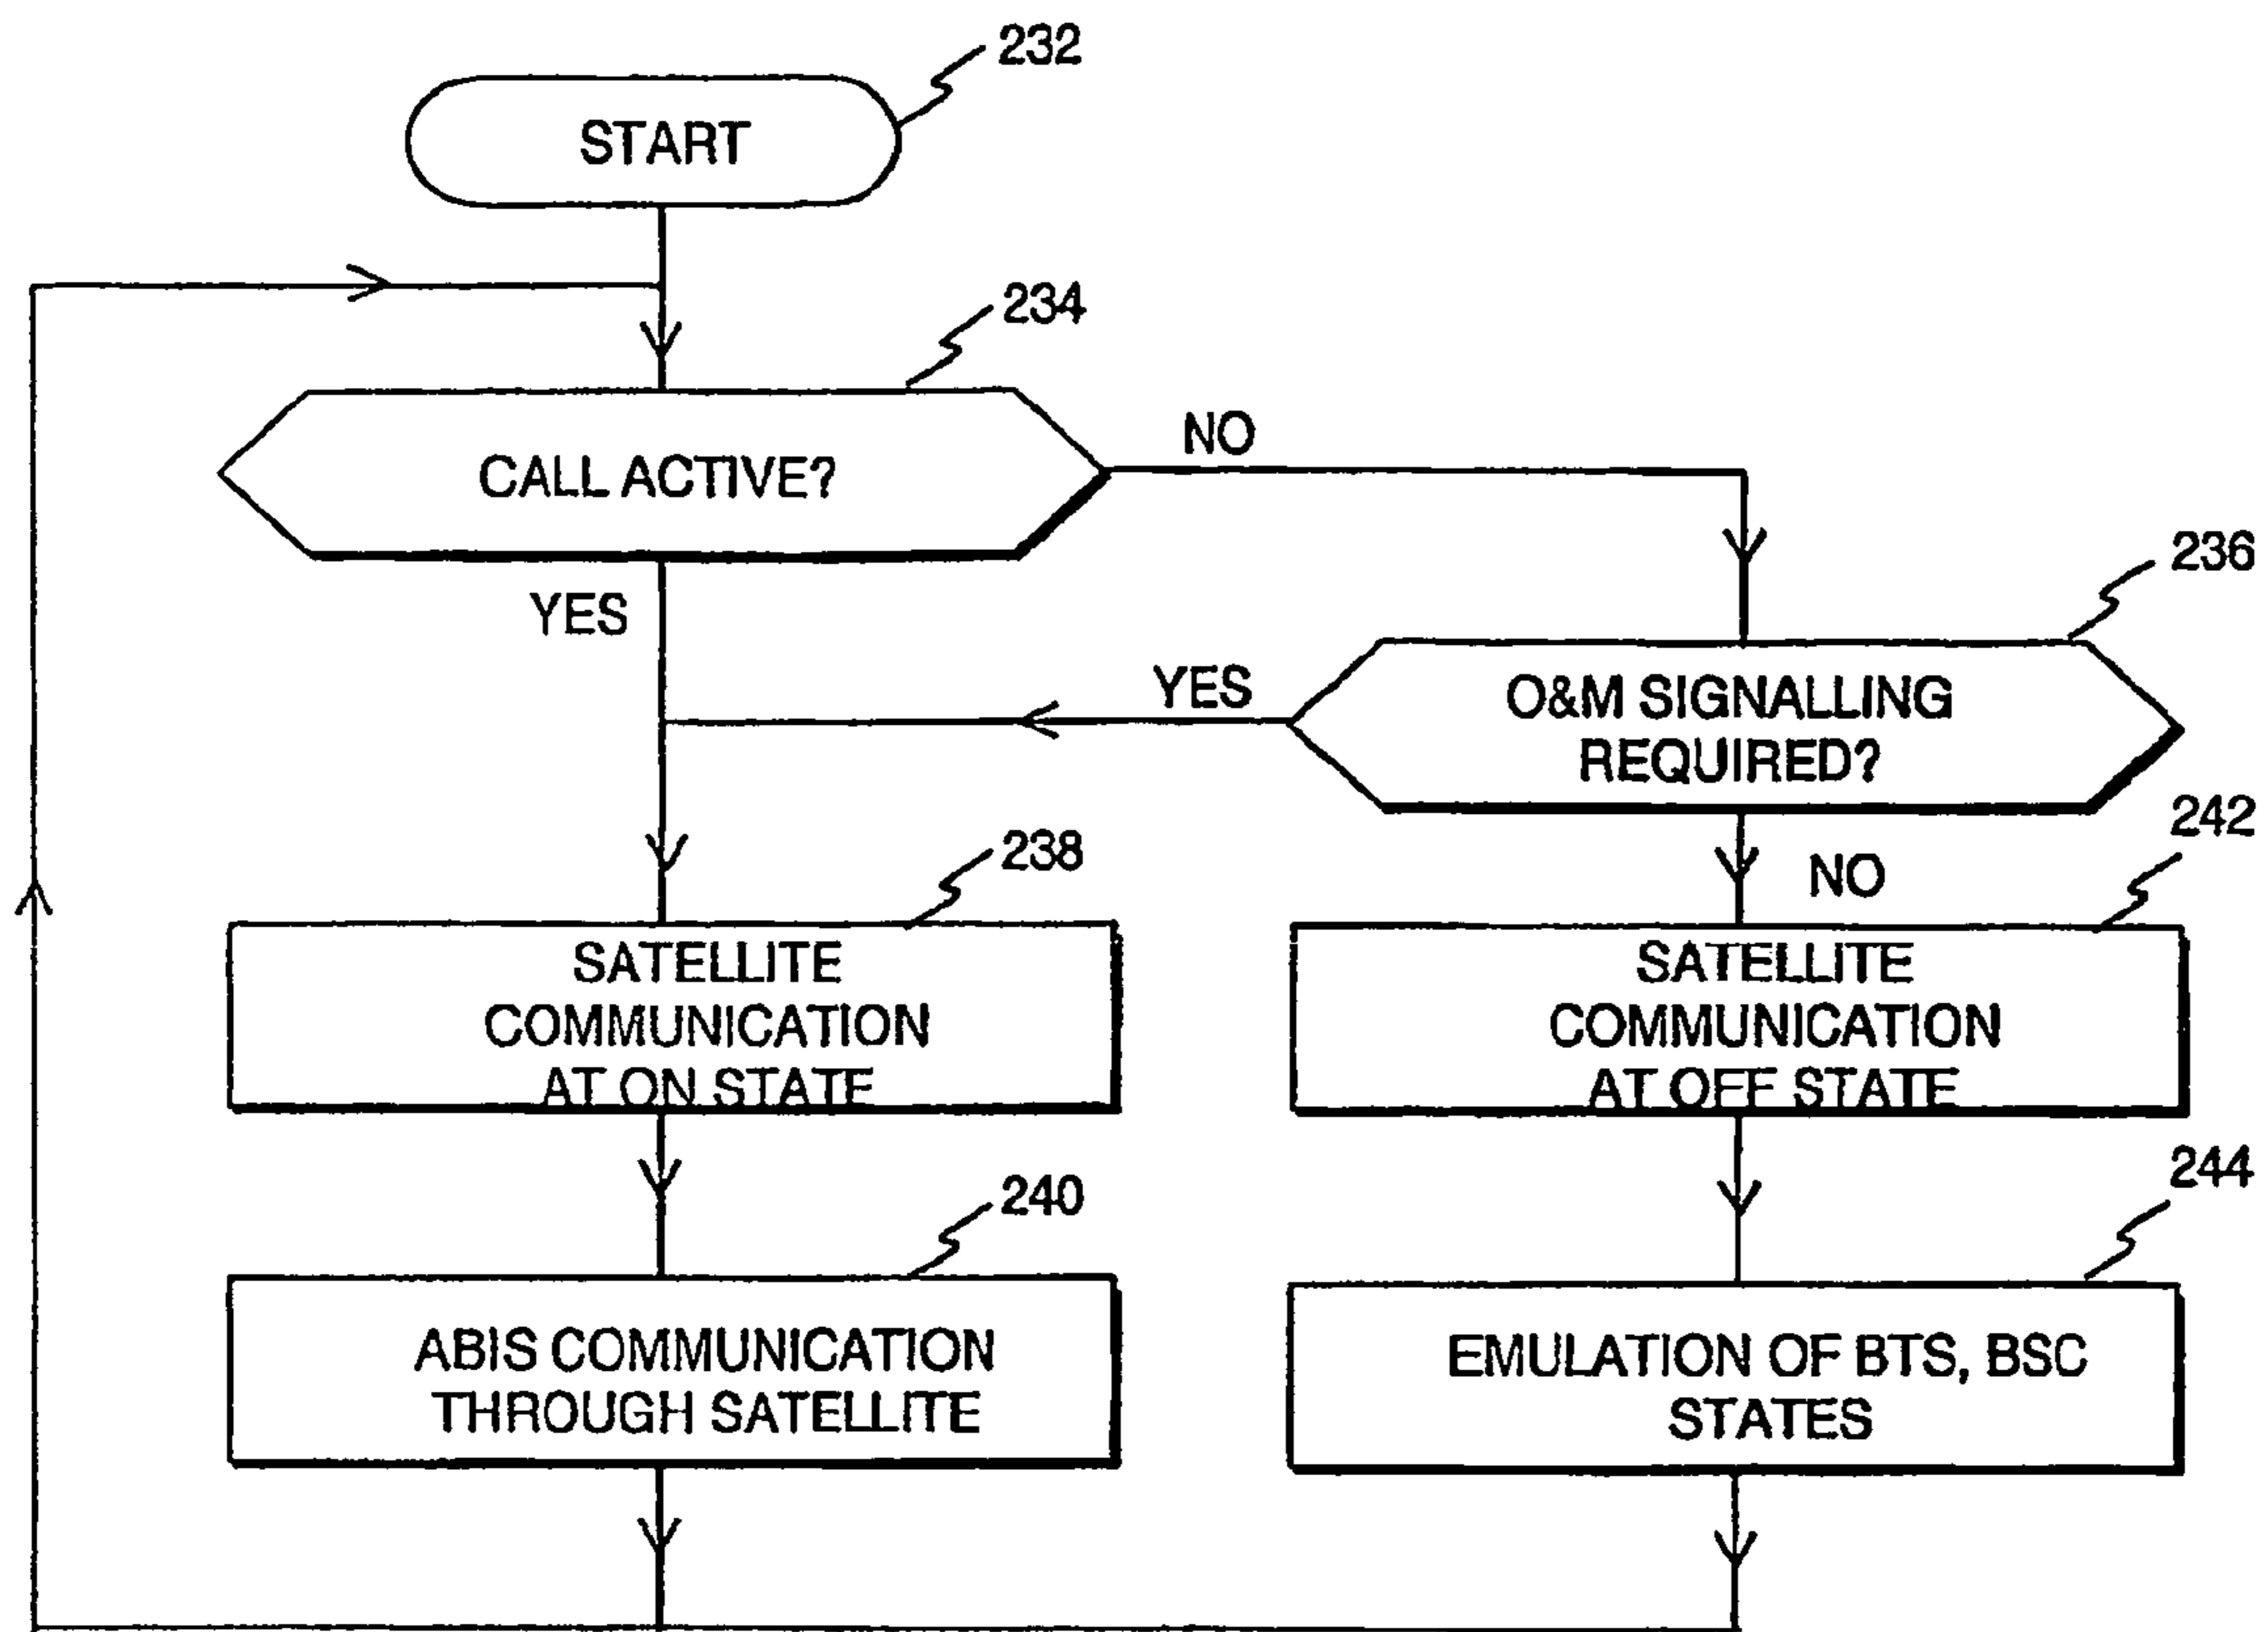 232
START
234
CALL ACTIVE?
NO
YES
236
O&M SIGNALLING
REQUIRED?
YES
NO
238
SATELLITE
COMMUNICATION
AT ON STATE
242
SATELLITE
COMMUNICATION
AT OFF STATE
240
ABIS COMMUNICATION
THROUGH SATELLITE
244
EMULATION OF BTS, BSC
STATES